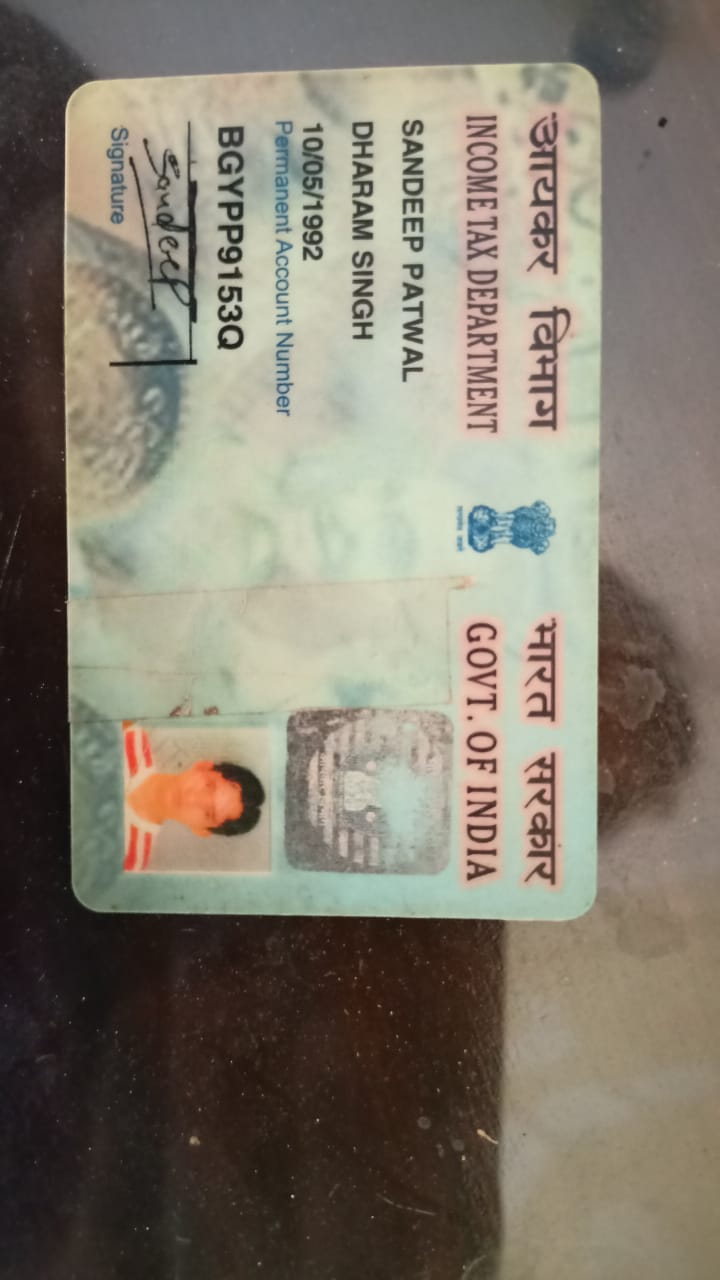 आयकर विभाग
INCOME TAX DEPARTMENT
भारत सरकार
GOVT. OF INDIA
SANDEEP PATWAL
DHARAM SINGH
10/05/1992
Permanent Account Number
BGYPP9153Q
Sandeep
Signature